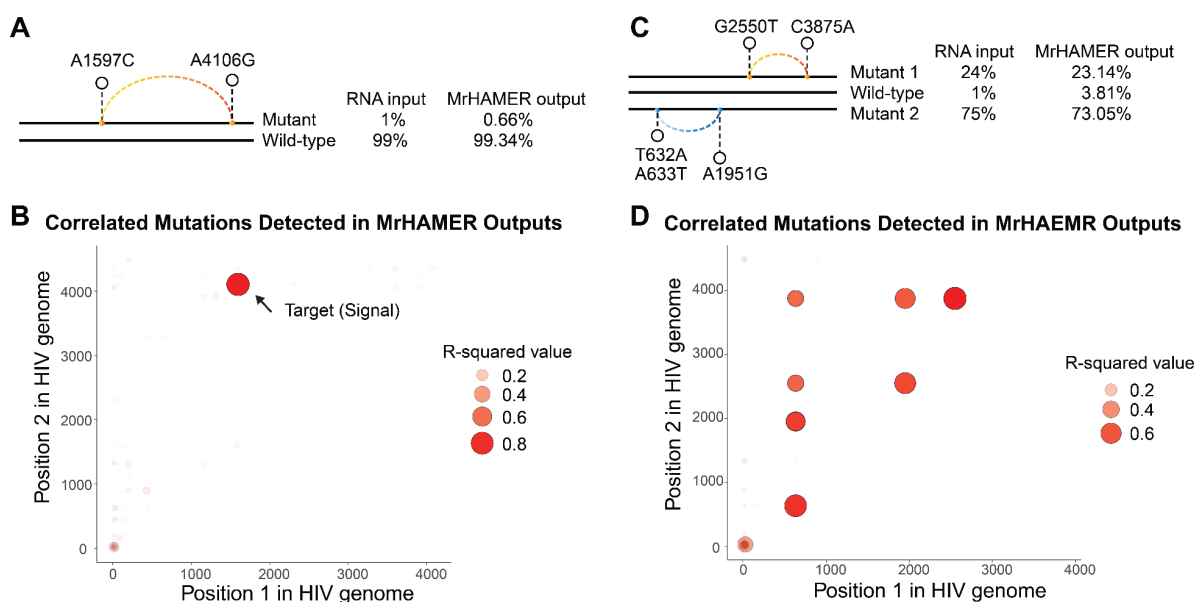 A
A1597C
A4106G
RNA input
MrHAMER output
Mutant
1%
0.66%
Wild-type
99%
99.34%
B
Correlated Mutations Detected in MrHAMER Outputs
Position 2 in HIV genome
4000
3000
2000
1000
0
Target (Signal)
R-squared value
0.2
0.4
0.6
0.8
0
1000
2000
3000
4000
Position 1 in HIV genome
C
G2550T
C3875A
RNA input
MrHAMER output
Mutant 1
24%
23.14%
Wild-type
1%
3.81%
Mutant 2
75%
73.05%
T632A
A633T
A1951G
D
Correlated Mutations Detected in MrHAEMR Outputs
Position 2 in HIV genome
4000
3000
2000
1000
0
R-squared value
0.2
0.4
0.6
0
1000
2000
3000
4000
Position 1 in HIV genome